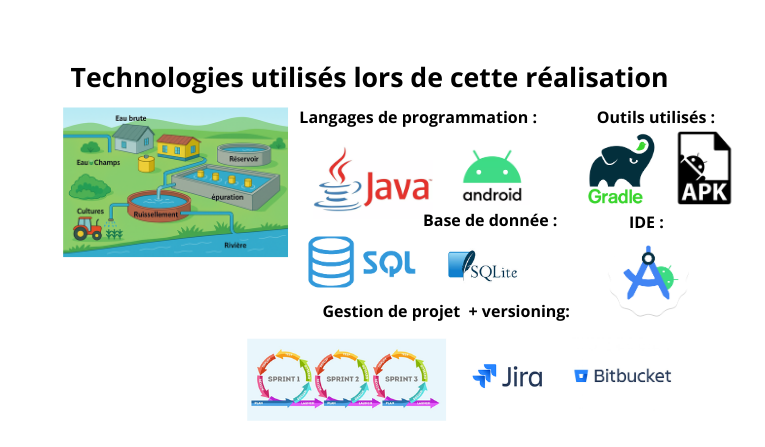 Technologies utilisés lors de cette réalisation
Langages de programmation :
Outils utilisés :
Eau brute
Réservoir
Eau Champs
épuration
Cultures
Ruissellement
Rivière
Java
android
Gradle
APK
Base de donnée :
IDE :
SQL
SQLite
Gestion de projet + versioning:
SPRINT 1
SPRINT 2
SPRINT 3
Jira
Bitbucket